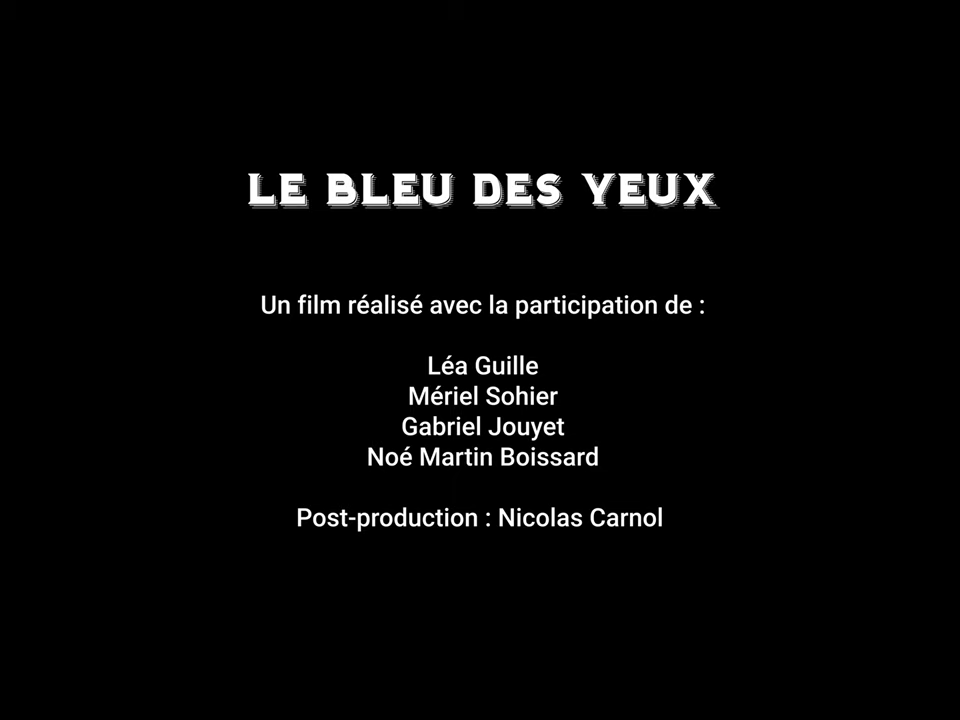 LE BLEU DES YEUX
Un film réalisé avec la participation de :
Léa Guille
Mériel Sohier
Gabriel Jouyet
Noé Martin Boissard
Post-production : Nicolas Carnol